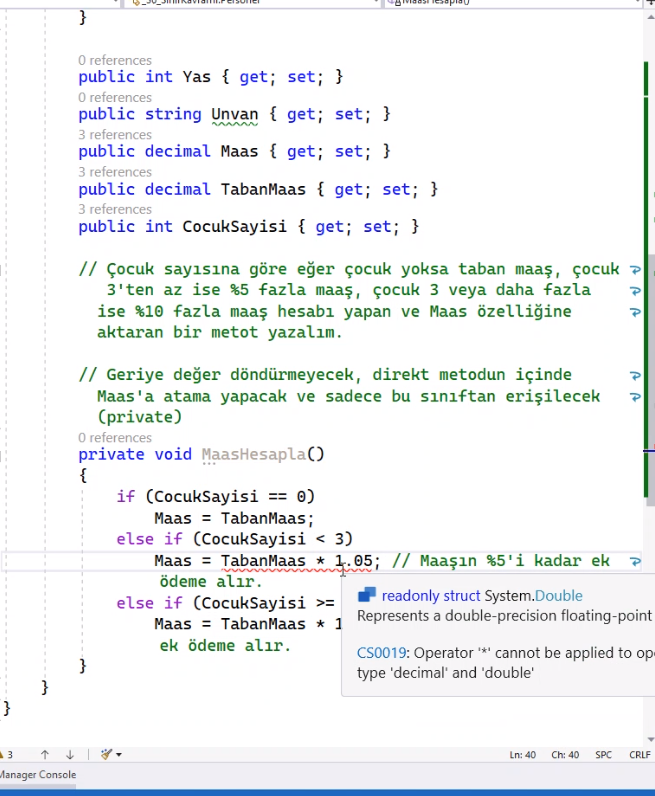 _36_SinifKavrami.Personel MaasHesapla()
}
0 references
public int Yas { get; set; }
0 references
public string Unvan { get; set; }
3 references
public decimal Maas { get; set; }
3 references
public decimal TabanMaas { get; set; }
3 references
public int CocukSayisi { get; set; }
// Çocuk sayısına göre eğer çocuk yoksa taban maaş, çocuk
3'ten az ise %5 fazla maaş, çocuk 3 veya daha fazla
ise %10 fazla maaş hesabı yapan ve Maas özelliğine
aktaran bir metot yazalım.
// Geriye değer döndürmeyecek, direkt metodun içinde
Maas'a atama yapacak ve sadece bu sınıftan erişilecek
(private)
0 references
private void MaasHesapla()
{
if (CocukSayisi == 0)
Maas = TabanMaas;
else if (CocukSayisi < 3)
Maas = TabanMaas * 1.05; // Maaşın %5'i kadar ek
ödeme alır.
else if (CocukSayisi >=
Maas = TabanMaas * 1
ek ödeme alır.
readonly struct System.Double
Represents a double-precision floating-point
CS0019: Operator '*' cannot be applied to ope
type 'decimal' and 'double'
}
}
}
3 Ln: 40 Ch: 40 SPC CRLF
Manager Console